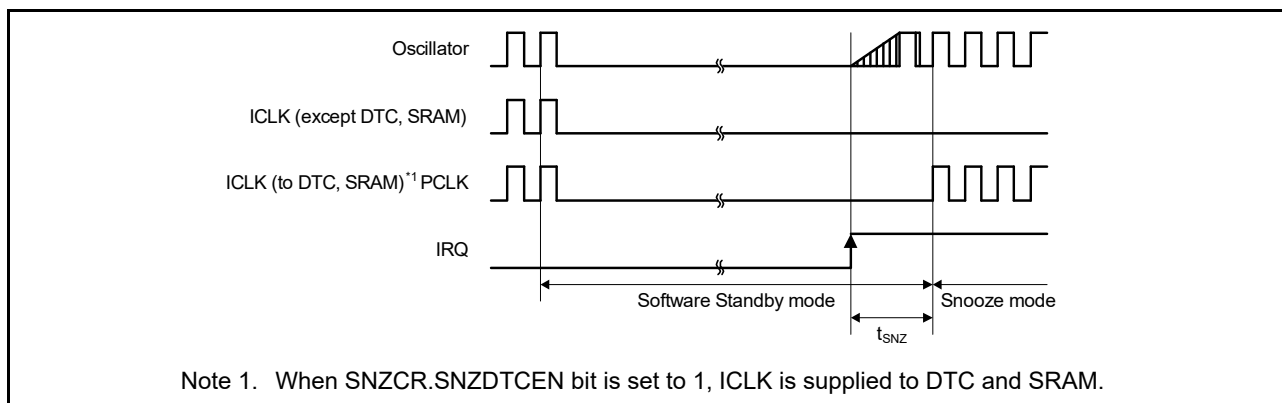 Oscillator
ICLK (except DTC, SRAM)
ICLK (to DTC, SRAM)*1 PCLK
IRQ
Software Standby mode
Snooze mode
tSNZ
Note 1. When SNZCR.SNZDTCEN bit is set to 1, ICLK is supplied to DTC and SRAM.